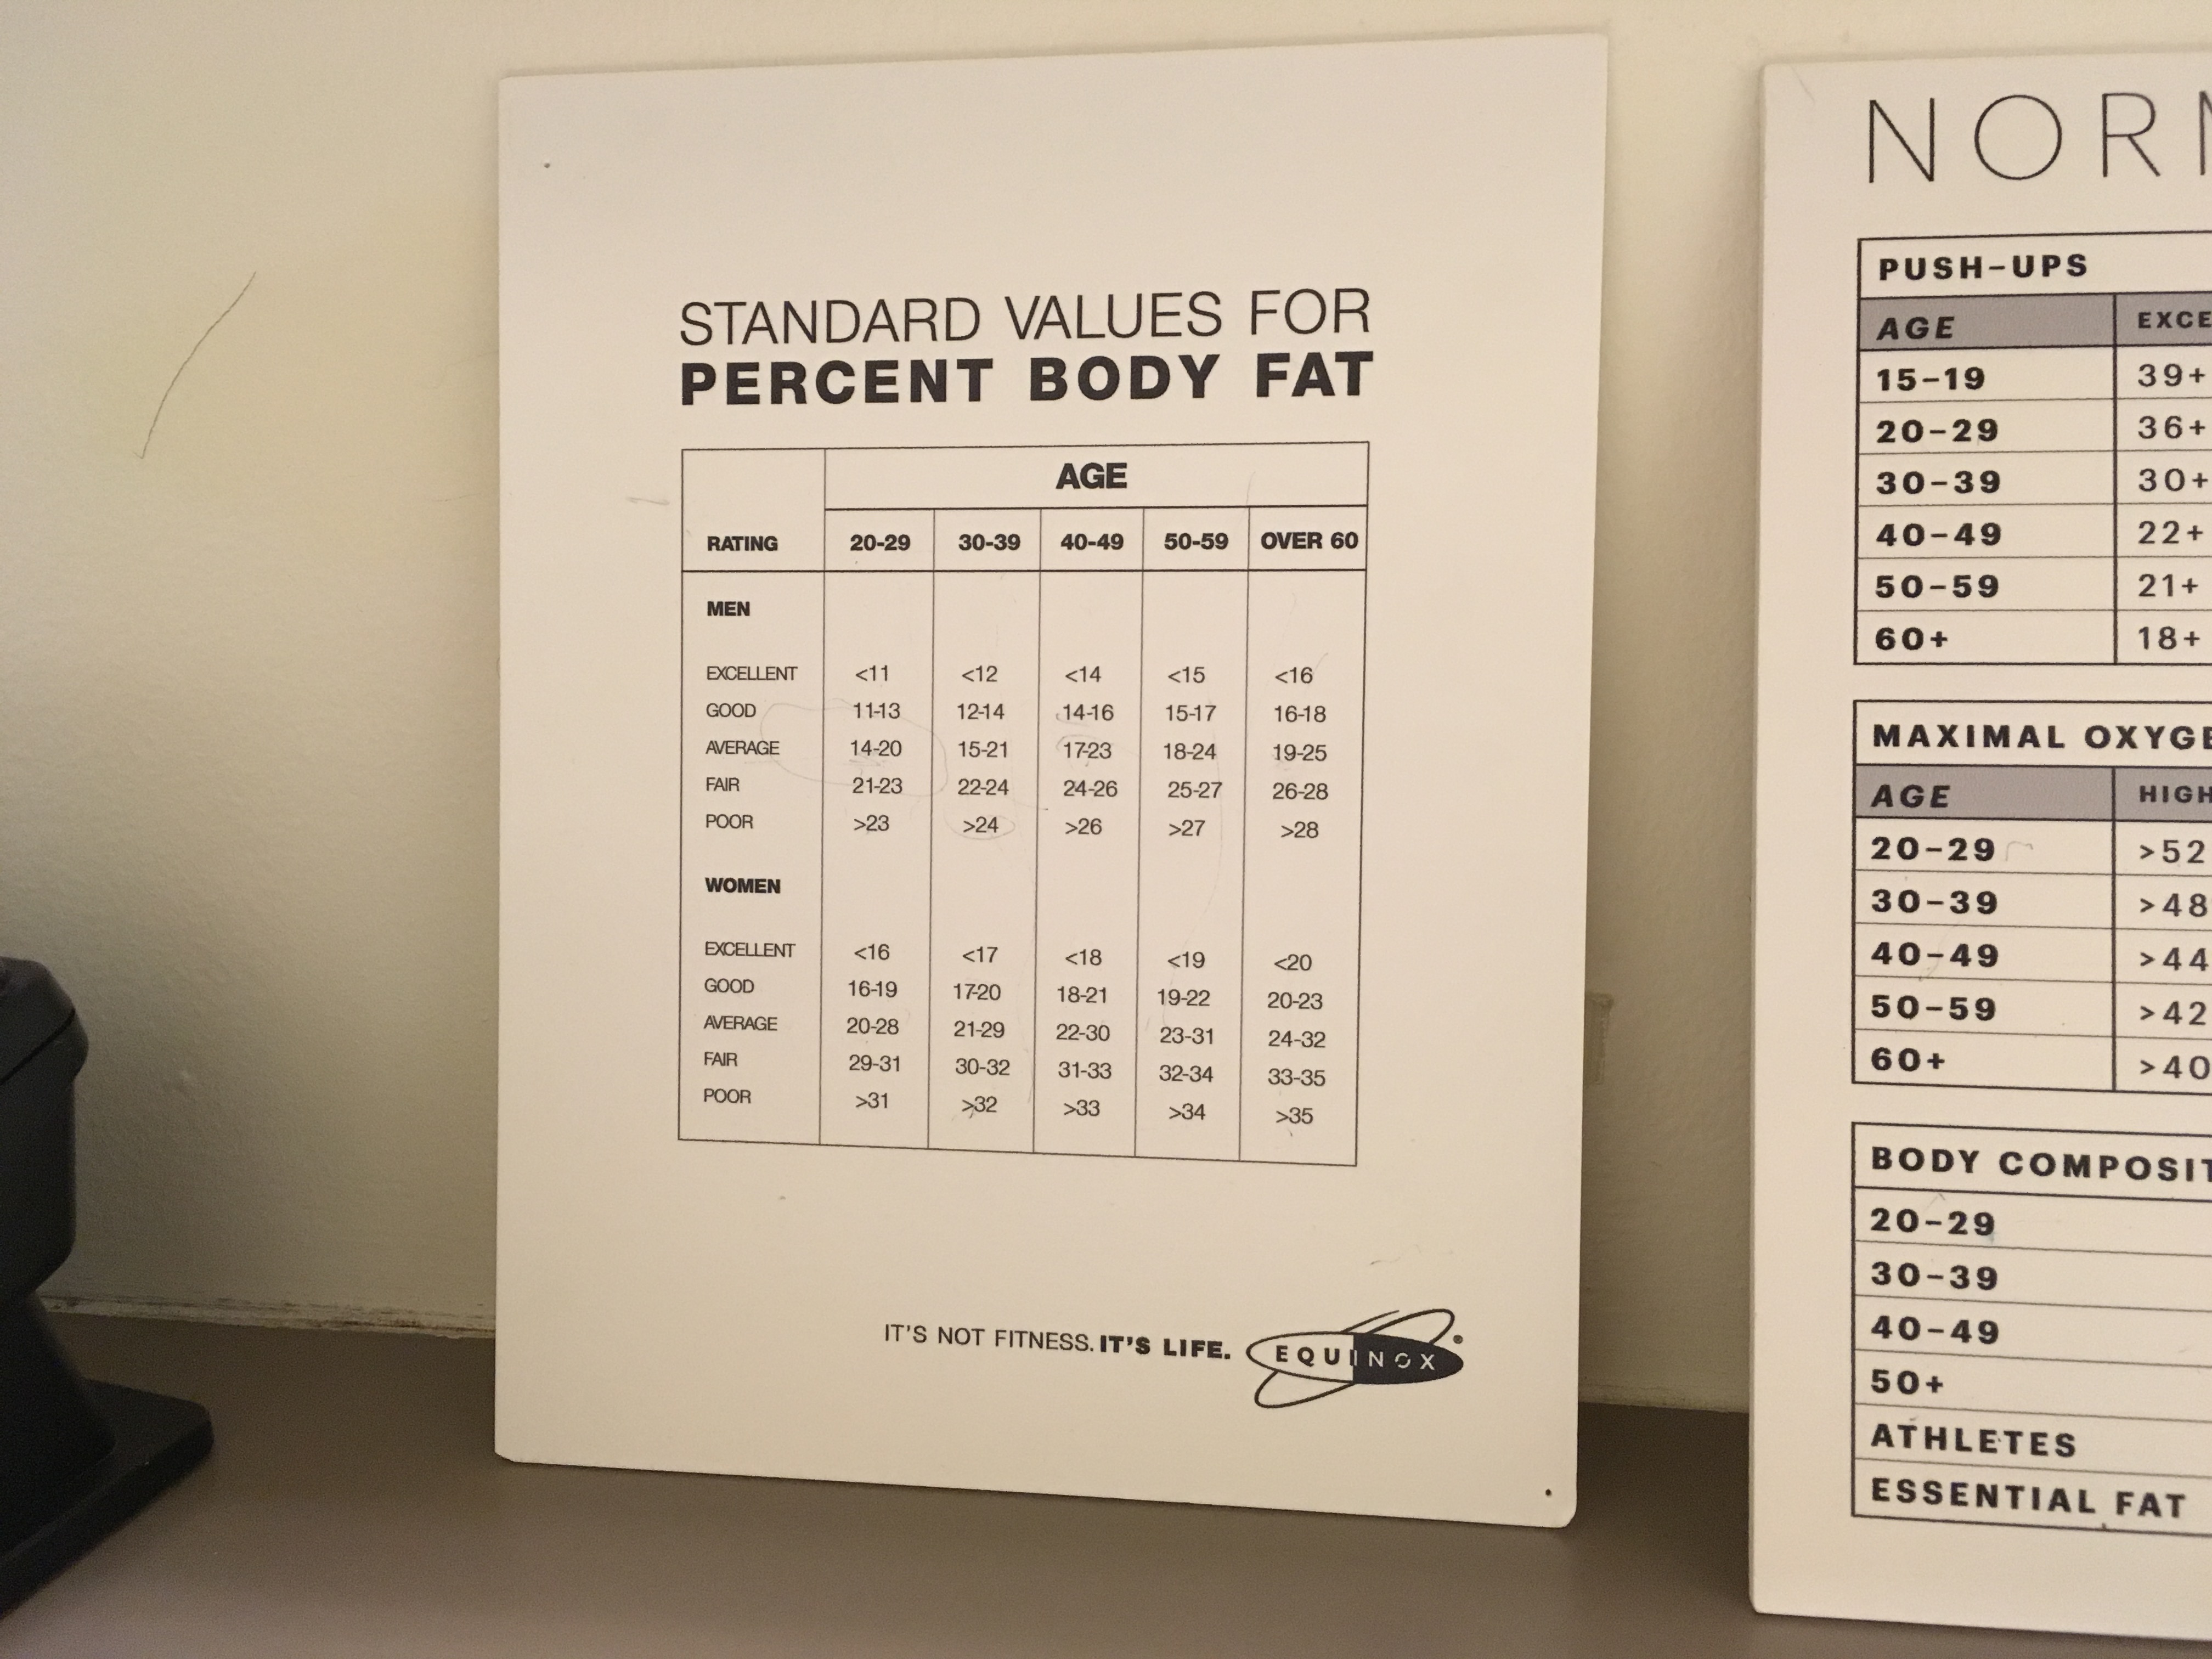 STANDARD VALUES FOR
PERCENT BODY FAT
AGE
RATING 20-29 30-39 40-49 50-59 OVER 60
MEN
EXCELLENT <11 <12 <14 <15 <16
GOOD 11-13 12-14 14-16 15-17 16-18
AVERAGE 14-20 15-21 17-23 18-24 19-25
FAIR 21-23 22-24 24-26 25-27 26-28
POOR >23 >24 >26 >27 >28
WOMEN
EXCELLENT <16 <17 <18 <19 <20
GOOD 16-19 17-20 18-21 19-22 20-23
AVERAGE 20-28 21-29 22-30 23-31 24-32
FAIR 29-31 30-32 31-33 32-34 33-35
POOR >31 >32 >33 >34 >35
IT'S NOT FITNESS. IT'S LIFE. EQUINOX
PUSH-UPS
AGE
15-19 39+
20-29 36+
30-39 30+
40-49 22+
50-59 21+
60+ 18+
MAXIMAL
AGE HIGH
20-29 >52
30-39 >48
40-49 >44
50-59 >42
60+ >40
BODY
20-29
30-39
40-49
50+
ATHLETES
ESSENTIAL FAT